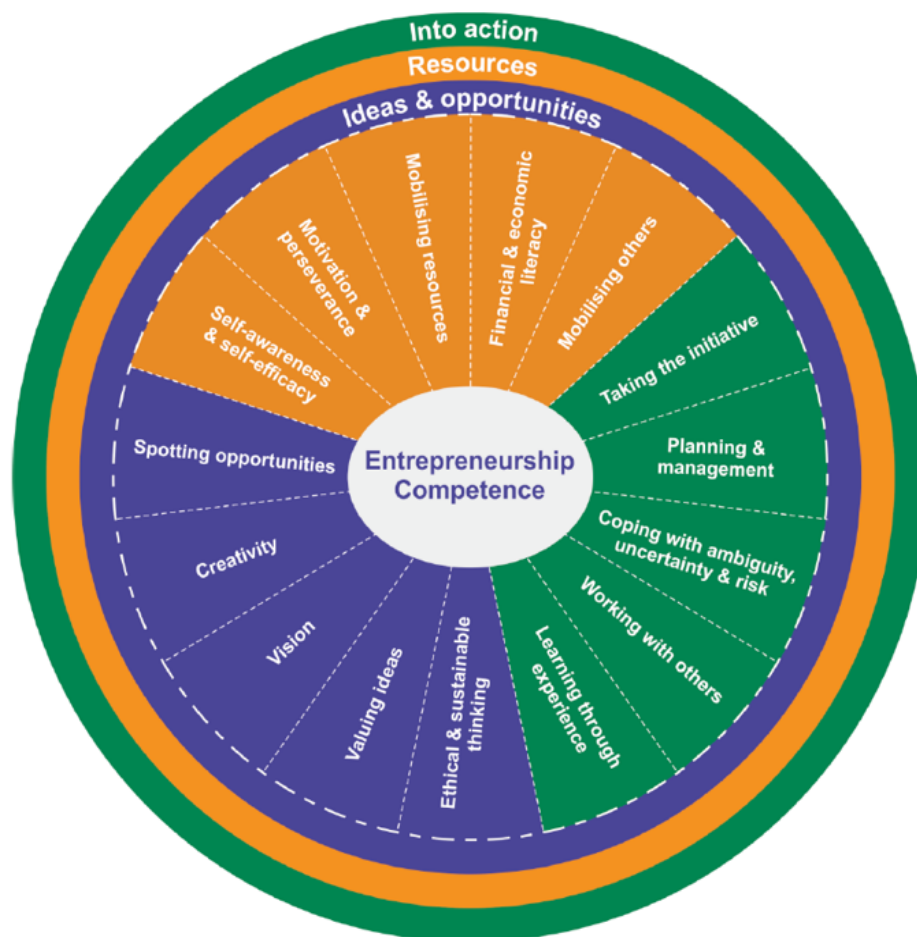 Into action
Resources
Ideas & opportunities
Self-awareness
& self-efficacy
Motivation &
perseverance
Mobilising resources
Financial & economic
literacy
Mobilising others
Taking the initiative
Planning &
management
Coping with ambiguity,
uncertainty & risk
Working with others
Learning through
experience
Ethical & sustainable
thinking
Valuing ideas
Vision
Creativity
Spotting opportunities
Entrepreneurship
Competence